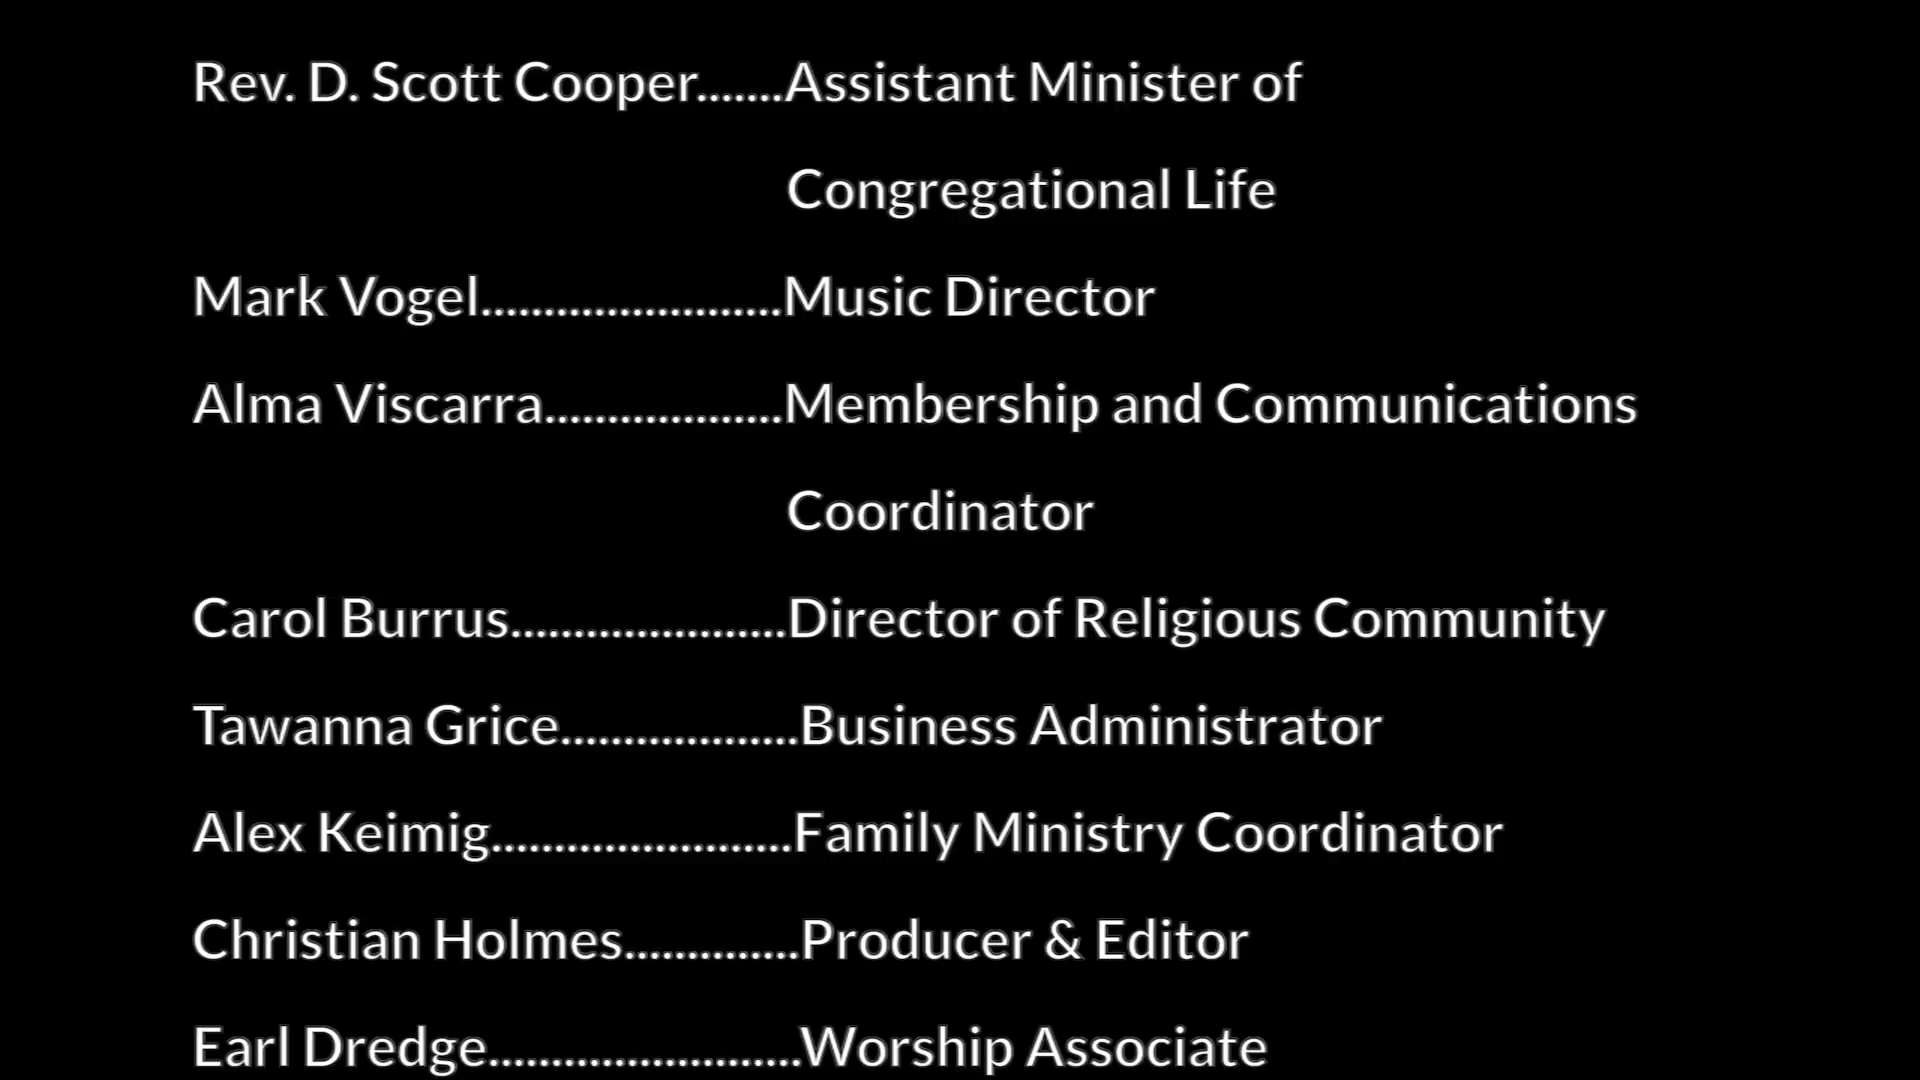 Rev. D. Scott Cooper.......Assistant Minister of
Congregational Life
Mark Vogel........................Music Director
Alma Viscarra...................Membership and Communications
Coordinator
Carol Burrus......................Director of Religious Community
Tawanna Grice...................Business Administrator
Alex Keimig........................Family Ministry Coordinator
Christian Holmes..............Producer & Editor
Earl Dredge.........................Worship Associate